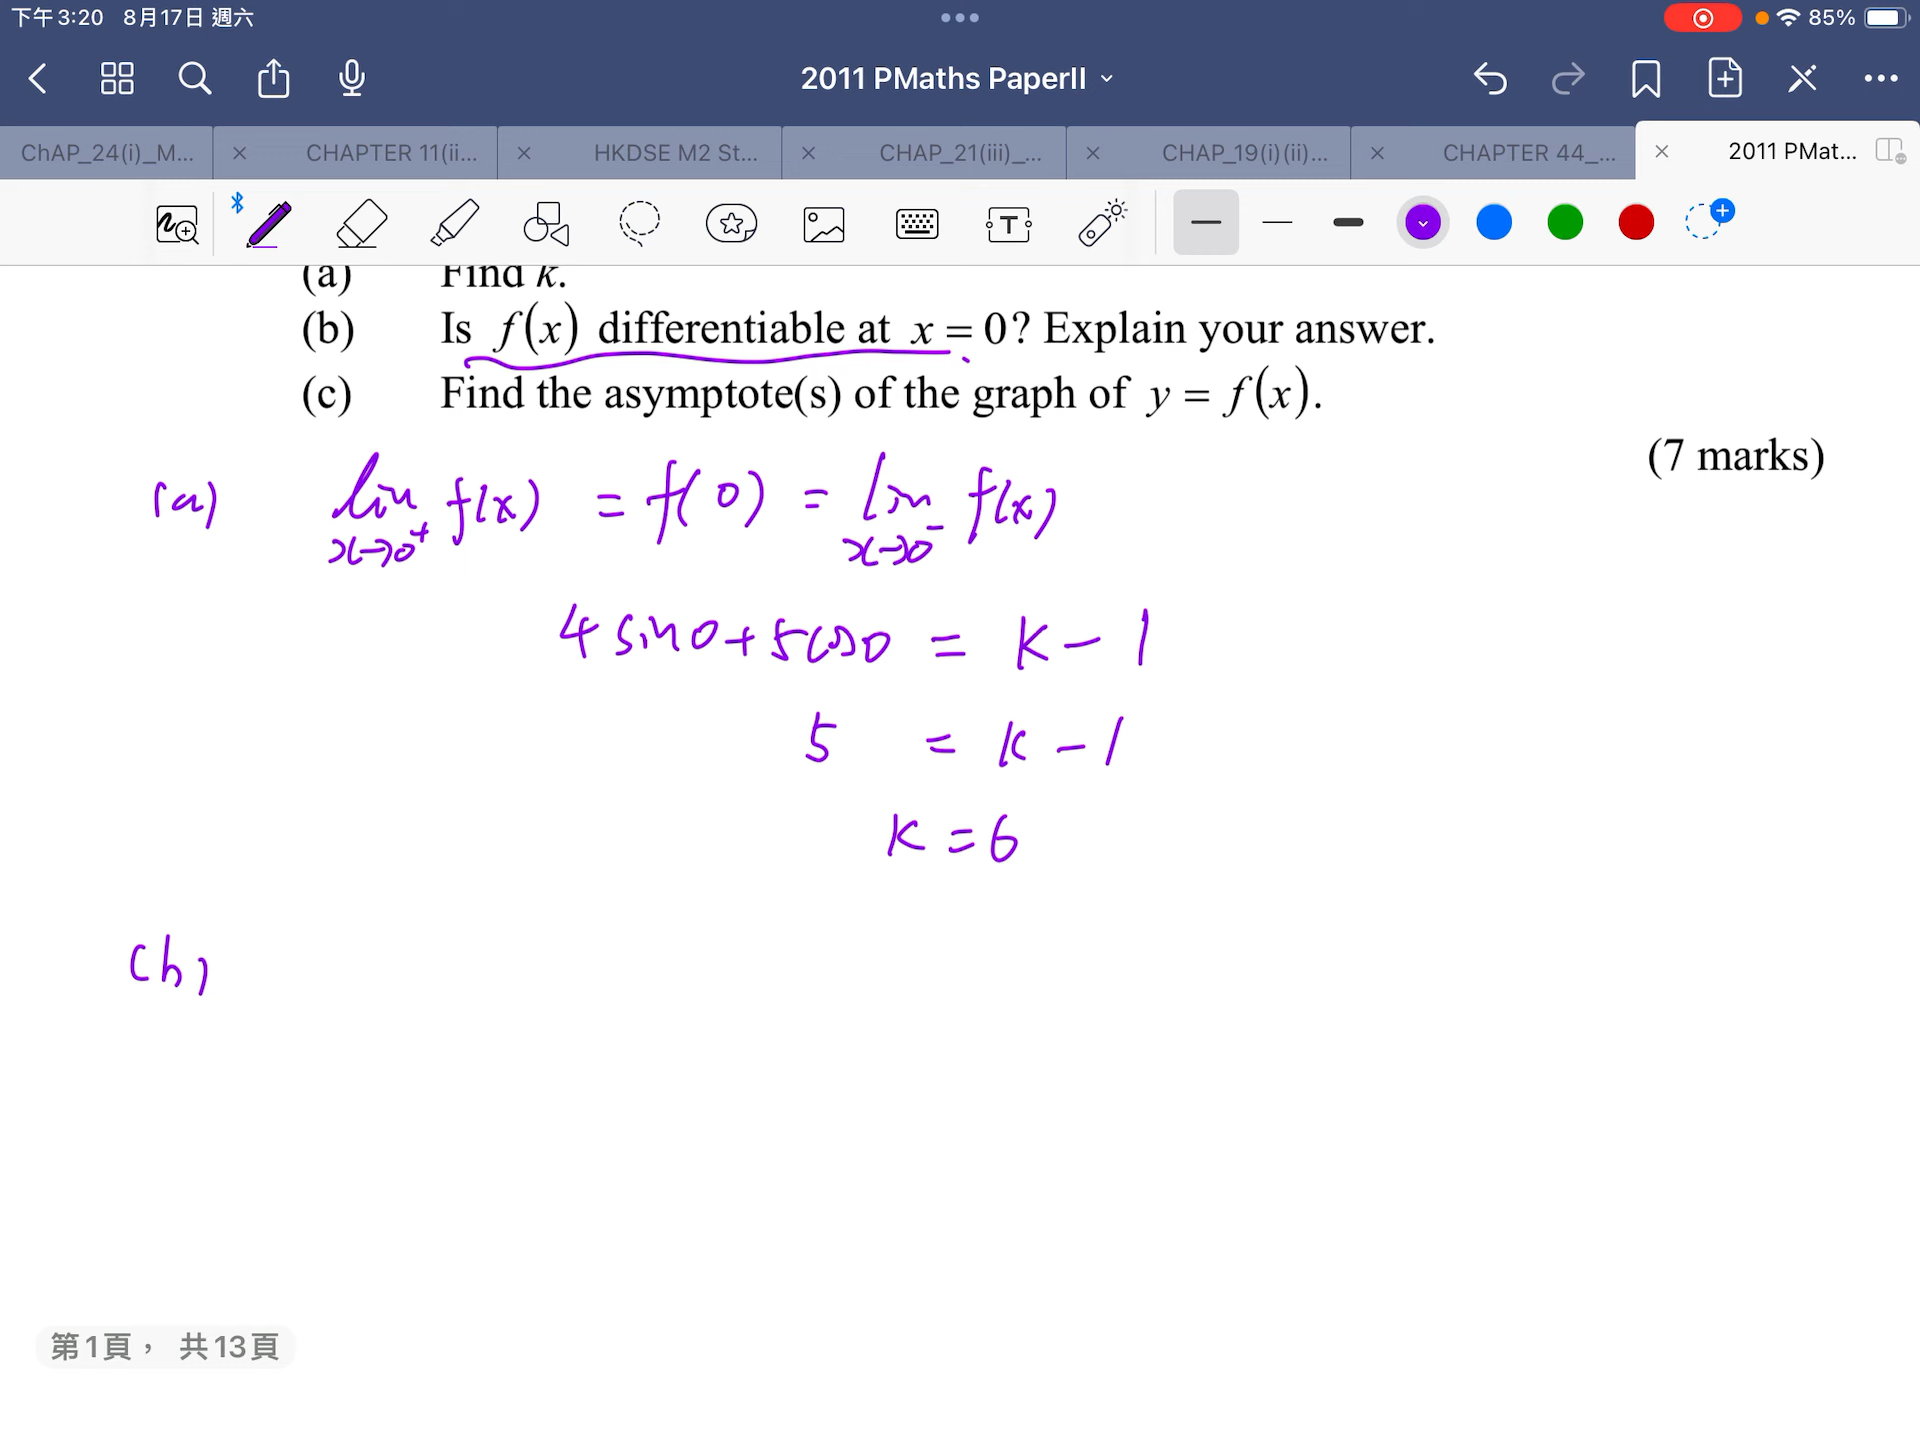 下午3:20 8月17日 週六
85%
2011 PMaths PaperII
ChAP_24(i)_M...
CHAPTER 11(ii...
HKDSE M2 St...
CHAP_21(iii)_...
CHAP_19(i)(ii)...
CHAPTER 44_...
2011 PMat...
(a) Find k.
(b) Is f(x) differentiable at x = 0? Explain your answer.
(c) Find the asymptote(s) of the graph of y = f(x).
(7 marks)
(a) lim x→0⁺ f(x) = f(0) = lim x→0⁻ f(x)
4 sin 0 + 5 cos 0 = k − 1
5 = k − 1
k = 6
(b)
第1頁， 共13頁